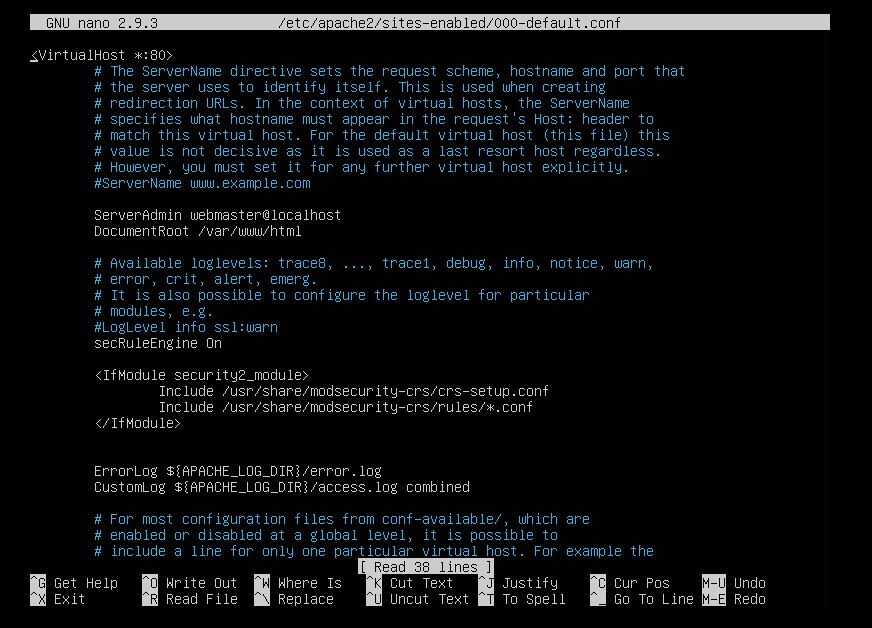 GNU nano 2.9.3 /etc/apache2/sites-enabled/000-default.conf
<VirtualHost *:80>
# The ServerName directive sets the request scheme, hostname and port that
# the server uses to identify itself. This is used when creating
# redirection URLs. In the context of virtual hosts, the ServerName
# specifies what hostname must appear in the request's Host: header to
# match this virtual host. For the default virtual host (this file) this
# value is not decisive as it is used as a last resort host regardless.
# However, you must set it for any further virtual host explicitly.
#ServerName www.example.com
ServerAdmin webmaster@localhost
DocumentRoot /var/www/html
# Available loglevels: trace8, ..., trace1, debug, info, notice, warn,
# error, crit, alert, emerg.
# It is also possible to configure the loglevel for particular
# modules, e.g.
#LogLevel info ssl:warn
secRuleEngine On
<IfModule security2_module>
Include /usr/share/modsecurity-crs/crs-setup.conf
Include /usr/share/modsecurity-crs/rules/*.conf
</IfModule>
ErrorLog ${APACHE_LOG_DIR}/error.log
CustomLog ${APACHE_LOG_DIR}/access.log combined
# For most configuration files from conf-available/, which are
# enabled or disabled at a global level, it is possible to
# include a line for only one particular virtual host. For example the
[ Read 38 lines ]
^G Get Help ^O Write Out ^W Where Is ^K Cut Text ^J Justify ^C Cur Pos M-U Undo
^X Exit ^R Read File ^\ Replace ^U Uncut Text ^T To Spell ^_ Go To Line M-E Redo